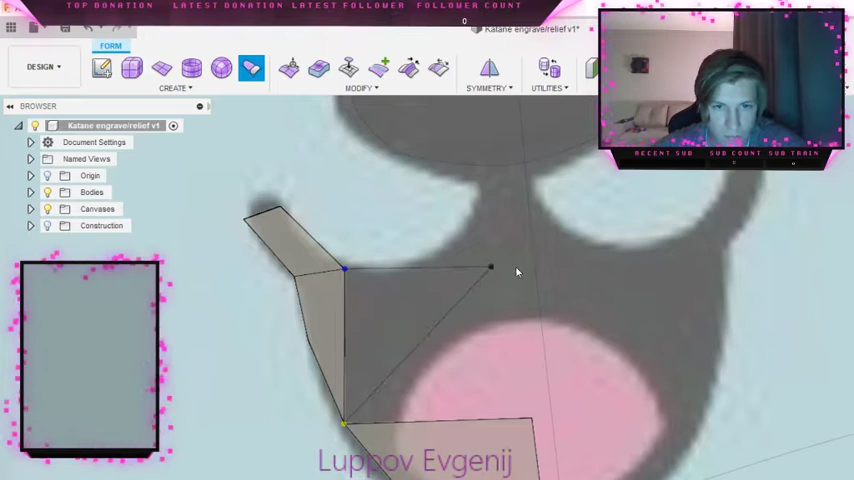 TOP DONATION LATEST DONATION LATEST FOLLOWER FOLLOWER COUNT
0
Katane engrave/relief v1*
FORM
DESIGN
CREATE
MODIFY
SYMMETRY
UTILITIES
BROWSER
Katane engrave/relief v1
Document Settings
Named Views
Origin
Bodies
Canvases
Construction
RECENT SUB SUB COUNT SUB TRAIN
0
0
Luppov Evgenij